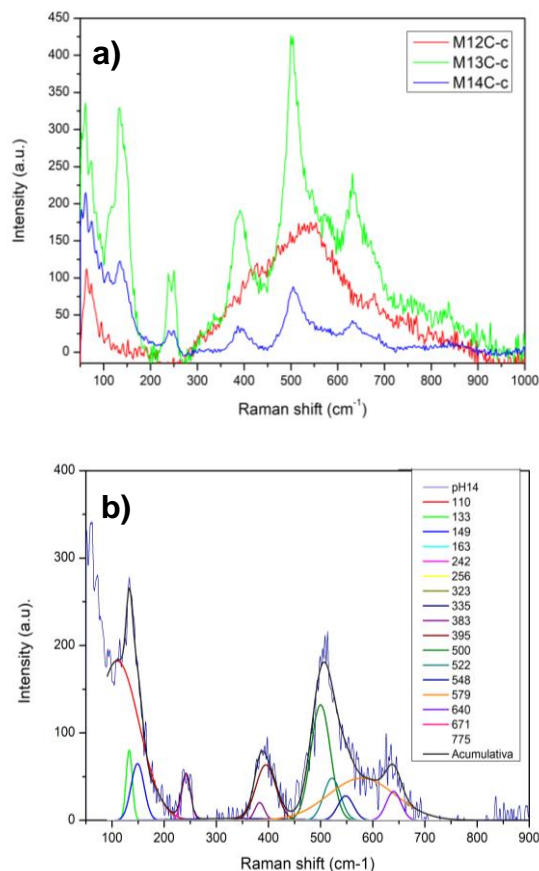 a)
M12C-c
M13C-c
M14C-c
450
400
350
300
250
200
150
100
50
0
Intensity (a.u.)
100 200 300 400 500 600 700 800 900 1000
Raman shift (cm-1)
b)
400
300
200
100
0
Intensity (a.u).
pH14
110
133
149
163
242
256
323
335
383
395
500
522
548
579
640
671
775
Acumulativa
100 200 300 400 500 600 700 800 900
Raman shift (cm-1)